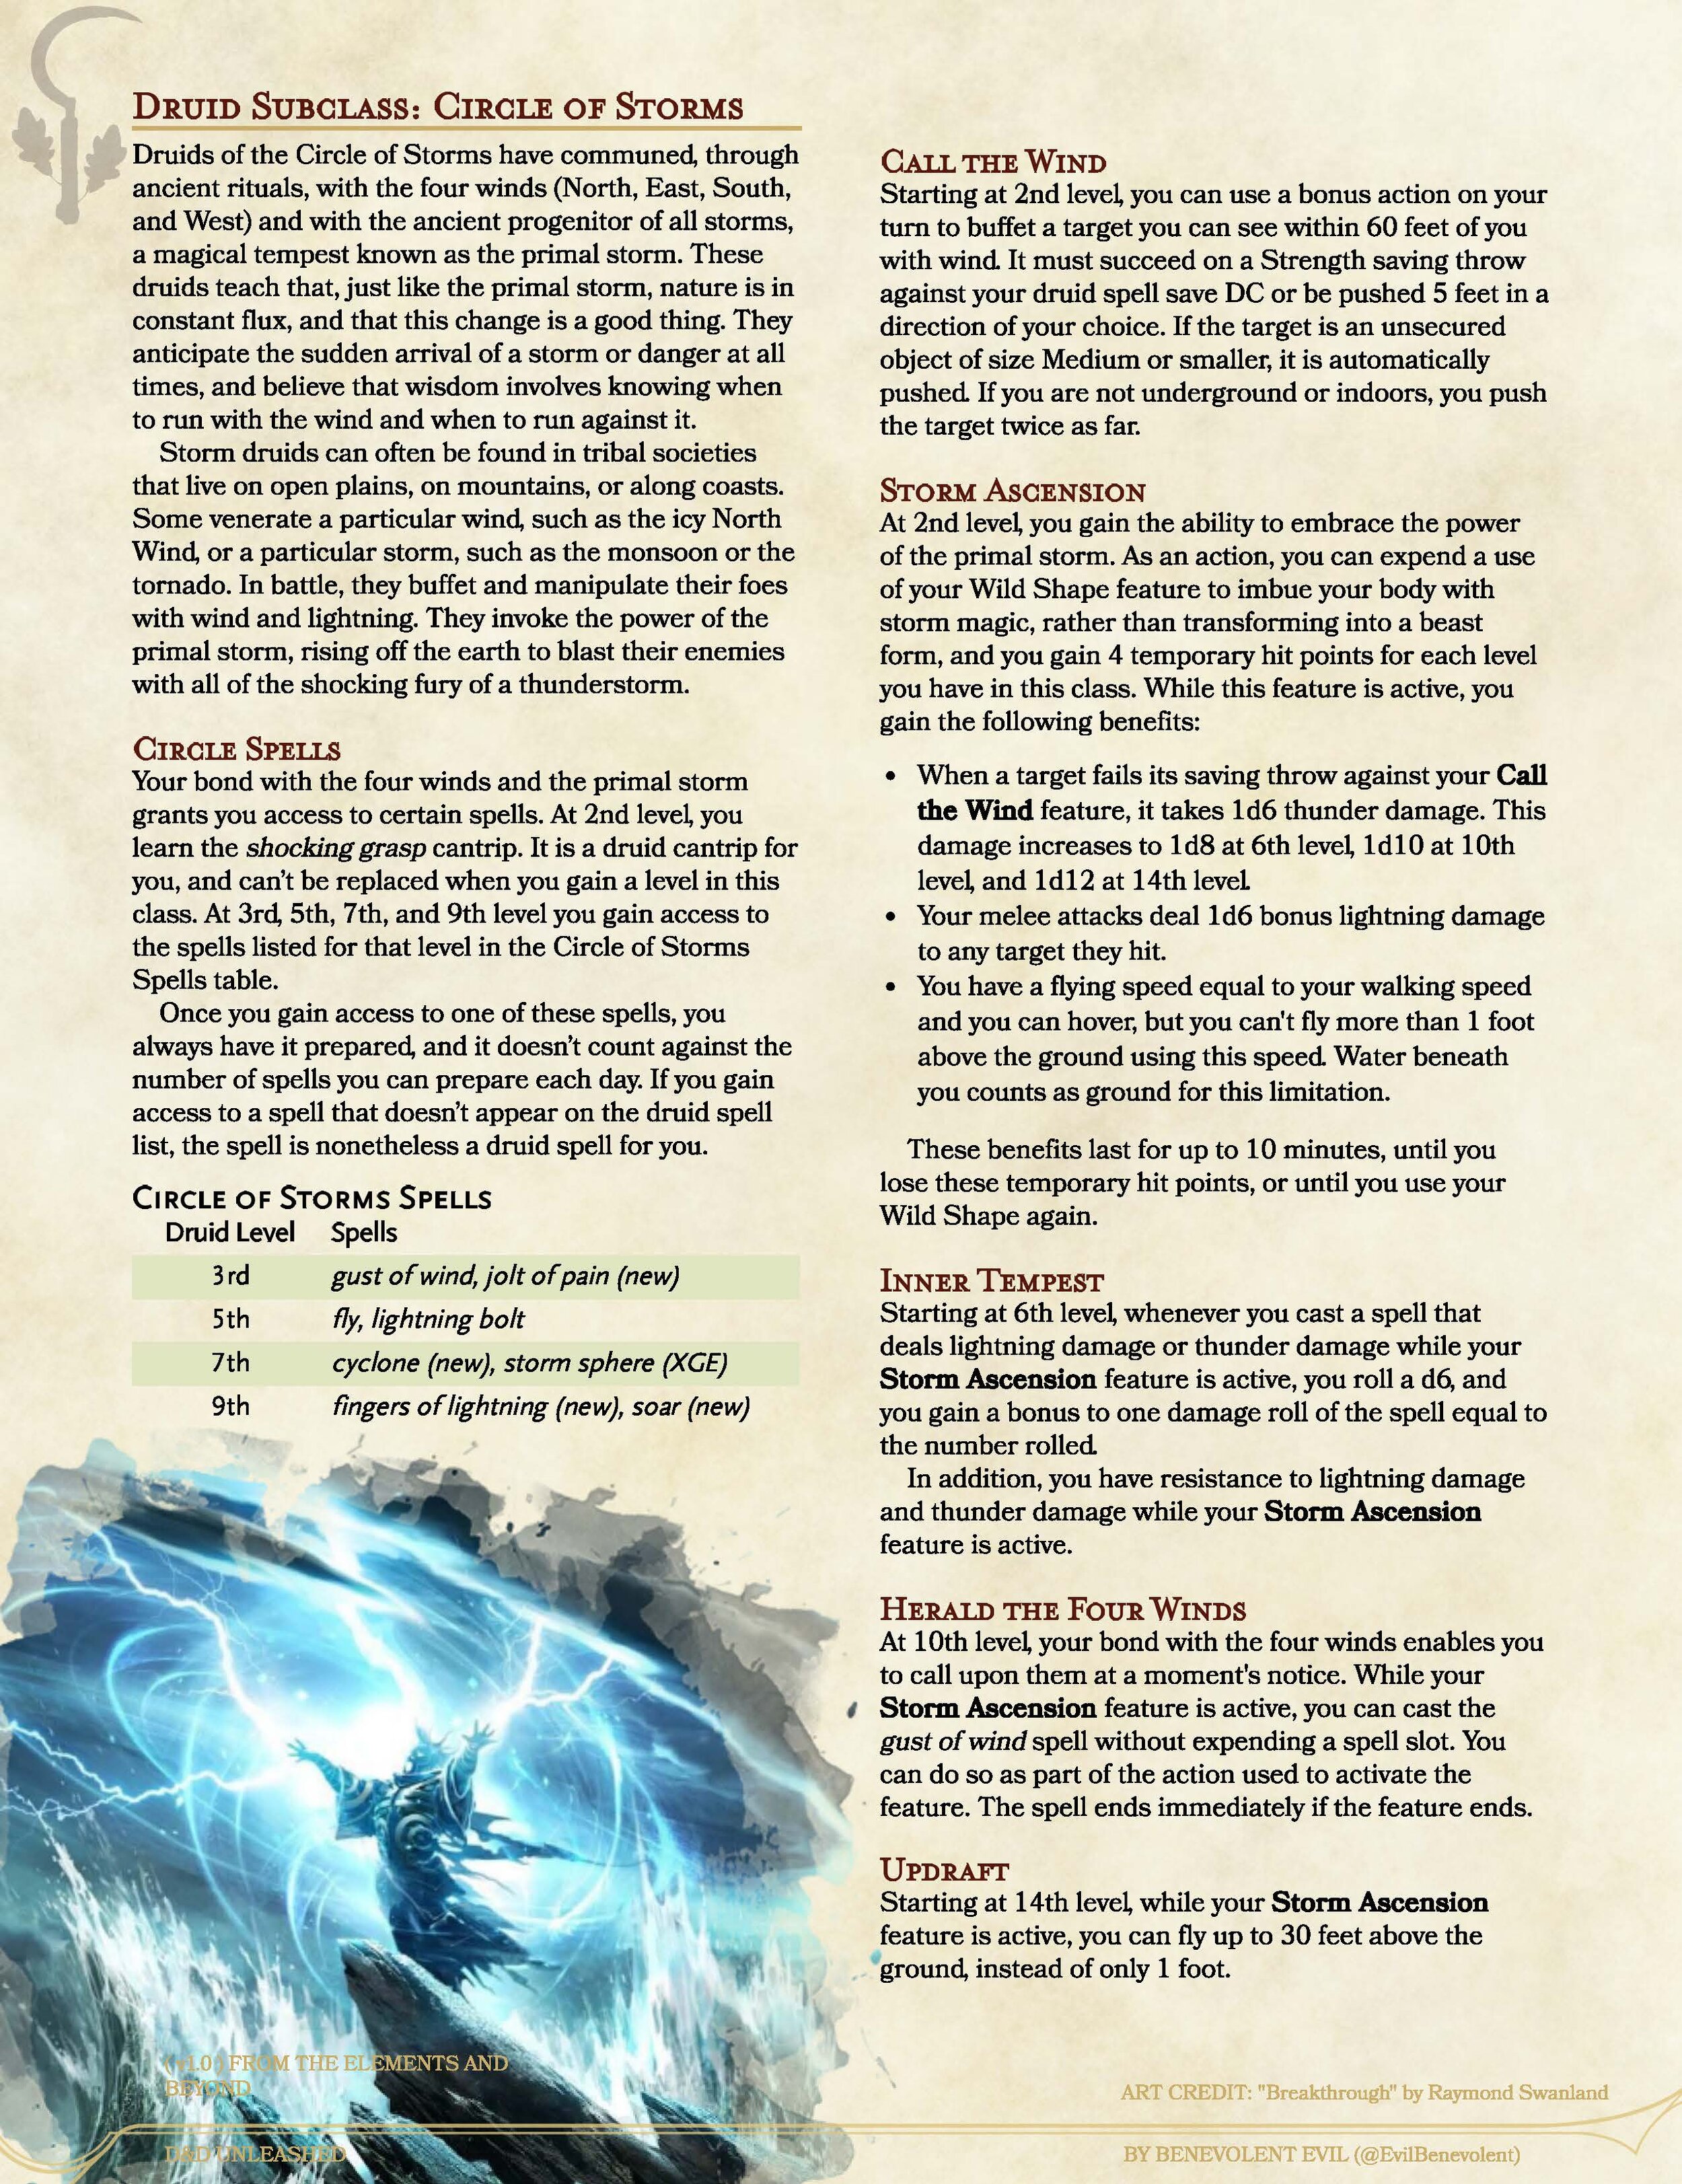 Druid Subclass: Circle of Storms
Druids of the Circle of Storms have communed, through
ancient rituals, with the four winds (North, East, South,
and West) and with the ancient progenitor of all storms,
a magical tempest known as the primal storm. These
druids teach that, just like the primal storm, nature is in
constant flux, and that this change is a good thing. They
anticipate the sudden arrival of a storm or danger at all
times, and believe that wisdom involves knowing when
to run with the wind and when to run against it.
Storm druids can often be found in tribal societies
that live on open plains, on mountains, or along coasts.
Some venerate a particular wind, such as the icy North
Wind, or a particular storm, such as the monsoon or the
tornado. In battle, they buffet and manipulate their foes
with wind and lightning. They invoke the power of the
primal storm, rising off the earth to blast their enemies
with all of the shocking fury of a thunderstorm.
Circle Spells
Your bond with the four winds and the primal storm
grants you access to certain spells. At 2nd level, you
learn the shocking grasp cantrip. It is a druid cantrip for
you, and can't be replaced when you gain a level in this
class. At 3rd, 5th, 7th, and 9th level you gain access to
the spells listed for that level in the Circle of Storms
Spells table.
Once you gain access to one of these spells, you
always have it prepared, and it doesn't count against the
number of spells you can prepare each day. If you gain
access to a spell that doesn't appear on the druid spell
list, the spell is nonetheless a druid spell for you.
Circle of Storms Spells
Druid Level Spells
3rd gust of wind, jolt of pain (new)
5th fly, lightning bolt
7th cyclone (new), storm sphere (XGE)
9th fingers of lightning (new), soar (new)
Call the Wind
Starting at 2nd level, you can use a bonus action on your
turn to buffet a target you can see within 60 feet of you
with wind. It must succeed on a Strength saving throw
against your druid spell save DC or be pushed 5 feet in a
direction of your choice. If the target is an unsecured
object of size Medium or smaller, it is automatically
pushed. If you are not underground or indoors, you push
the target twice as far.
Storm Ascension
At 2nd level, you gain the ability to embrace the power
of the primal storm. As an action, you can expend a use
of your Wild Shape feature to imbue your body with
storm magic, rather than transforming into a beast
form, and you gain 4 temporary hit points for each level
you have in this class. While this feature is active, you
gain the following benefits:
• When a target fails its saving throw against your Call
the Wind feature, it takes 1d6 thunder damage. This
damage increases to 1d8 at 6th level, 1d10 at 10th
level, and 1d12 at 14th level.
• Your melee attacks deal 1d6 bonus lightning damage
to any target they hit.
• You have a flying speed equal to your walking speed
and you can hover, but you can't fly more than 1 foot
above the ground using this speed. Water beneath
you counts as ground for this limitation.
These benefits last for up to 10 minutes, until you
lose these temporary hit points, or until you use your
Wild Shape again.
Inner Tempest
Starting at 6th level, whenever you cast a spell that
deals lightning damage or thunder damage while your
Storm Ascension feature is active, you roll a d6, and
you gain a bonus to one damage roll of the spell equal to
the number rolled.
In addition, you have resistance to lightning damage
and thunder damage while your Storm Ascension
feature is active.
Herald the Four Winds
At 10th level, your bond with the four winds enables you
to call upon them at a moment's notice. While your
Storm Ascension feature is active, you can cast the
gust of wind spell without expending a spell slot. You
can do so as part of the action used to activate the
feature. The spell ends immediately if the feature ends.
Updraft
Starting at 14th level, while your Storm Ascension
feature is active, you can fly up to 30 feet above the
ground, instead of only 1 foot.
(v1.0) FROM THE ELEMENTS AND
BEYOND
D&D UNLEASHED
ART CREDIT: "Breakthrough" by Raymond Swanland
BY BENEVOLENT EVIL (@EvilBenevolent)